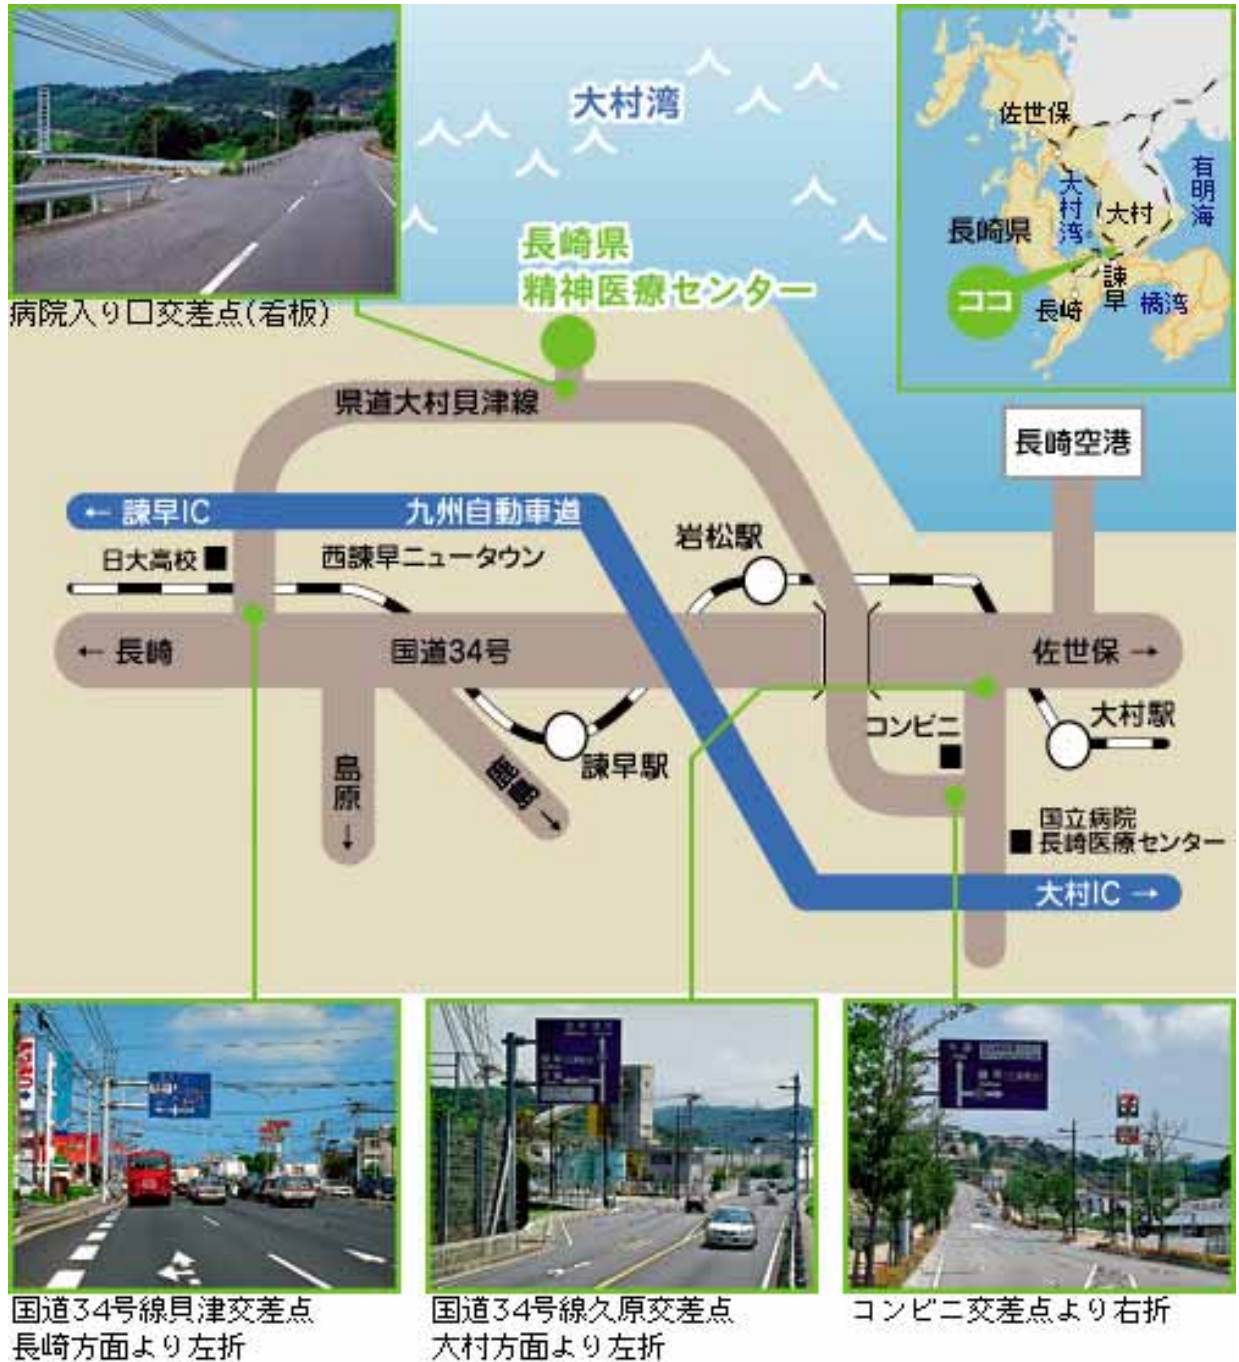 大村湾
佐世保
大村湾
大村
有明海
長崎県
ココ
諫早
長崎
橘湾
病院入り口交差点(看板)
長崎県
精神医療センター
県道大村貝津線
長崎空港
← 諫早IC
九州自動車道
日大高校
西諫早ニュータウン
岩松駅
← 長崎
国道34号
佐世保 →
コンビニ
大村駅
島原
↓
諫早駅
国立病院
長崎医療センター
大村IC →
国道34号線貝津交差点
長崎方面より左折
国道34号線久原交差点
大村方面より左折
コンビニ交差点より右折